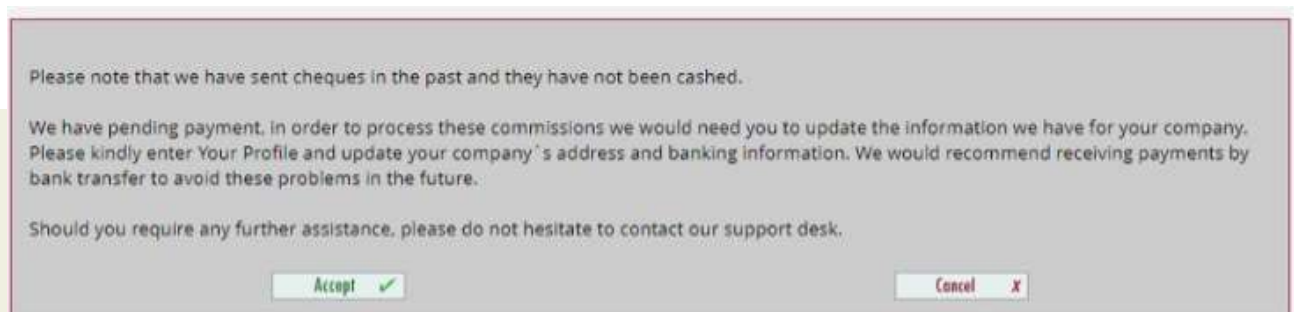 Please note that we have sent cheques in the past and they have not been cashed.
We have pending payment, in order to process these commissions we would need you to update the information we have for your company.
Please kindly enter Your Profile and update your company´s address and banking information. We would recommend receiving payments by
bank transfer to avoid these problems in the future.
Should you require any further assistance, please do not hesitate to contact our support desk.
Accept ✓ Cancel X